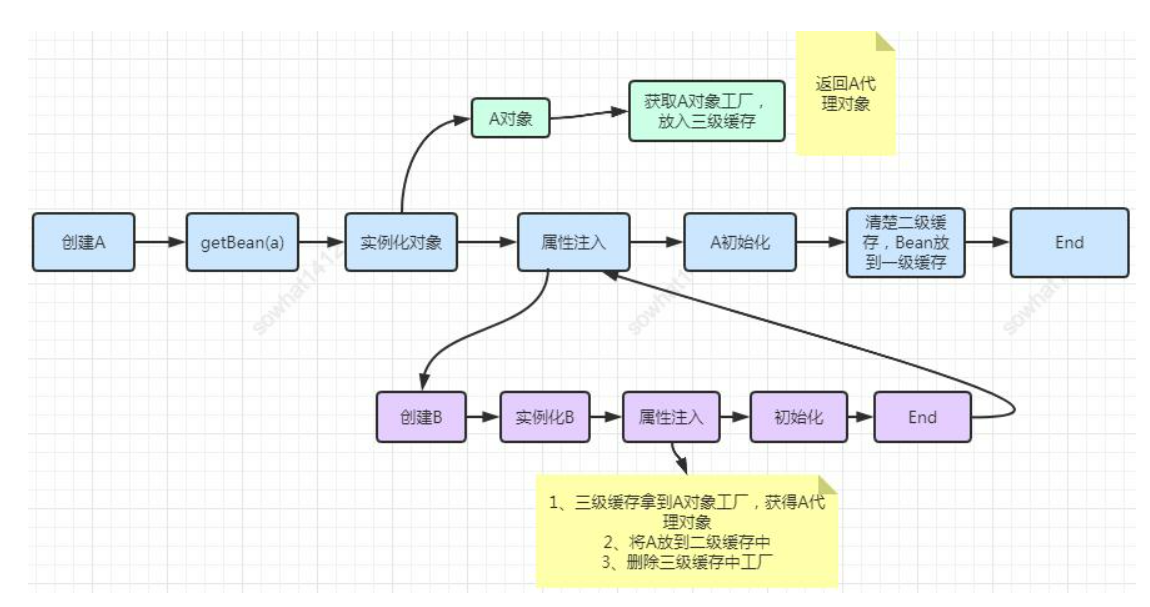 返回A代
理对象
A对象
获取A对象工厂，
放入三级缓存
创建A
getBean(a)
实例化对象
属性注入
A初始化
清楚二级缓
存，Bean放
到一级缓存
End
创建B
实例化B
属性注入
初始化
End
1、三级缓存拿到A对象工厂，获得A代
理对象
2、将A放到二级缓存中
3、删除三级缓存中工厂